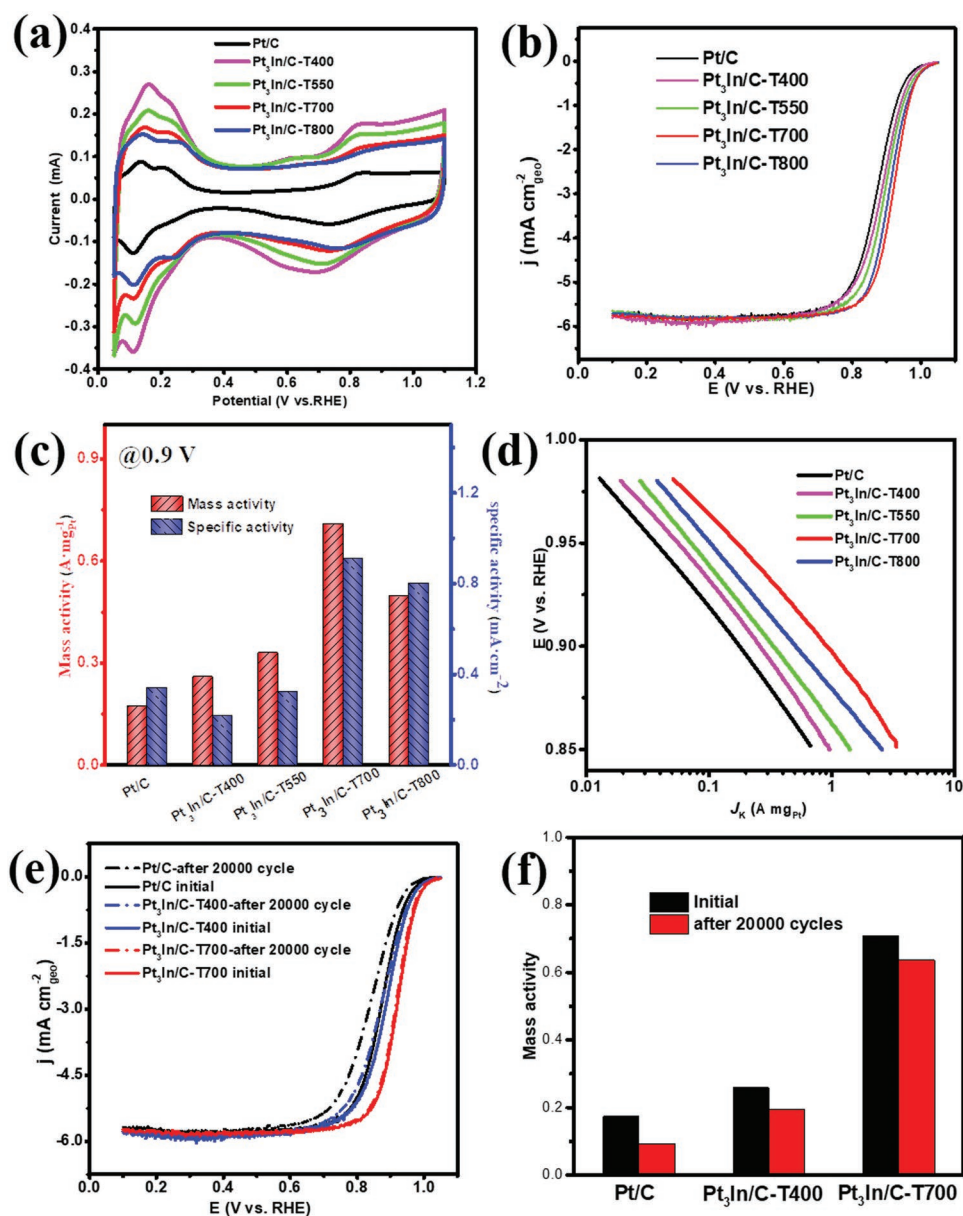 (a)
Pt/C
Pt₃In/C-T400
Pt₃In/C-T550
Pt₃In/C-T700
Pt₃In/C-T800
0.4
0.3
0.2
0.1
0.0
-0.1
0.2
-0.3
-0.4
Current (mA)
0.0
0.2
0.4
0.6
0.8
1.0
1.2
Potential (V vs.RHE)
(b)
Pt/C
Pt₃In/C-T400
Pt₃In/C-T550
Pt₃In/C-T700
Pt₃In/C-T800
0
-1
-2
-3
-4
-5
-6
j (mA cm⁻²geo)
0.0
0.2
0.4
0.6
0.8
1.0
E (V vs. RHE)
(c)
@0.9 V
Mass activity
Specific activity
0.9
0.6
0.3
0.0
Mass activity (A·mg⁻¹Pt)
1.2
0.8
0.4
0.0
specific activity (mA·cm⁻²)
Pt/C
Pt₃In/C-T400
Pt₃In/C-T550
Pt₃In/C-T700
Pt₃In/C-T800
(d)
Pt/C
Pt₃In/C-T400
Pt₃In/C-T550
Pt₃In/C-T700
Pt₃In/C-T800
1.00
0.95
0.90
0.85
E (V vs. RHE)
0.01
0.1
1
10
J_K (A mgPt)
(e)
Pt/C-after 20000 cycle
Pt/C initial
Pt₃In/C-T400-after 20000 cycle
Pt₃In/C-T400 initial
Pt₃In/C-T700-after 20000 cycle
Pt₃In/C-T700 initial
0.0
-1.5
-3.0
-4.5
-6.0
j (mA cm⁻²geo)
0.0
0.2
0.4
0.6
0.8
1.0
E (V vs. RHE)
(f)
Initial
after 20000 cycles
1.0
0.8
0.6
0.4
0.2
0.0
Mass activity
Pt/C
Pt₃In/C-T400
Pt₃In/C-T700